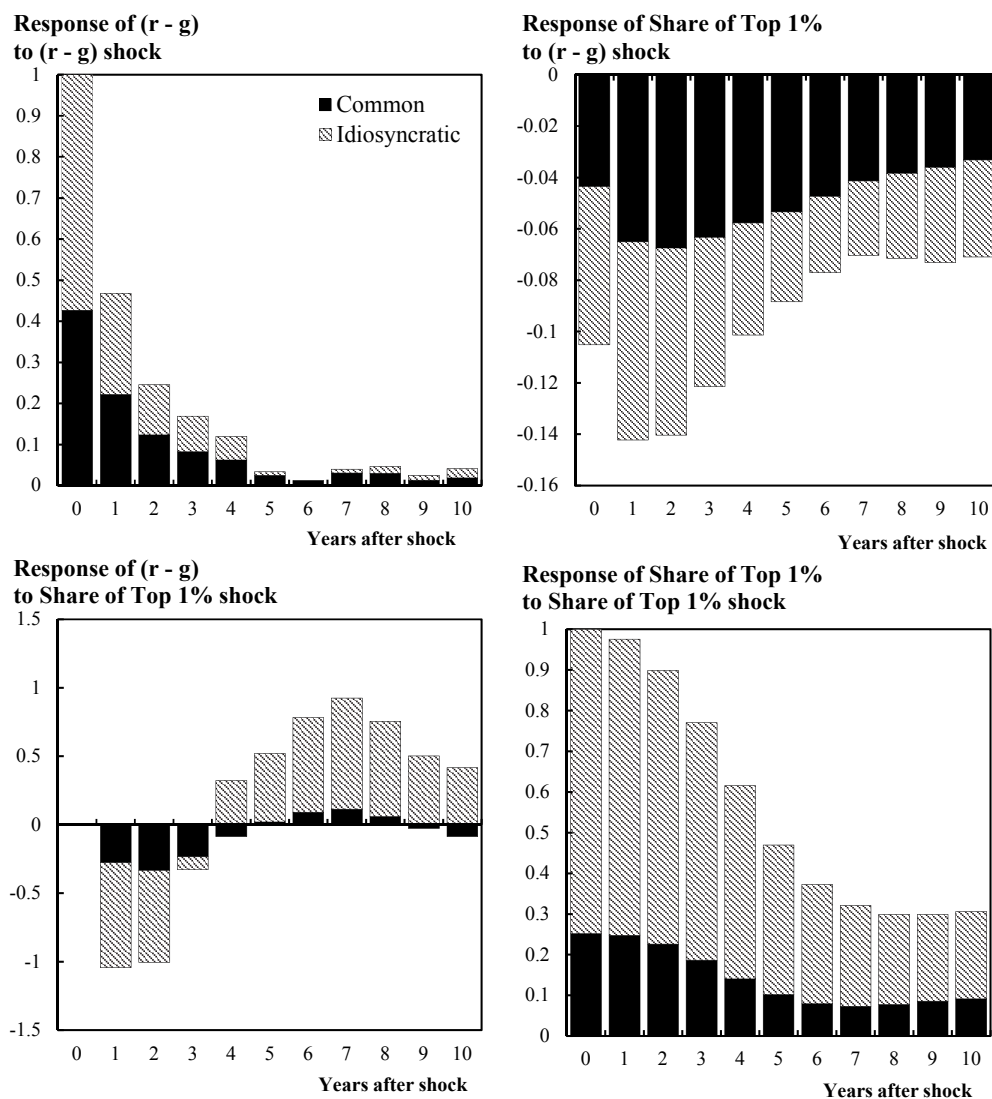 Response of (r - g)
to (r - g) shock
1
0.9
0.8
0.7
0.6
0.5
0.4
0.3
0.2
0.1
0
Common
Idiosyncratic
0 1 2 3 4 5 6 7 8 9 10
Years after shock
Response of Share of Top 1%
to (r - g) shock
0
-0.02
-0.04
-0.06
-0.08
-0.1
-0.12
-0.14
-0.16
0 1 2 3 4 5 6 7 8 9 10
Years after shock
Response of (r - g)
to Share of Top 1% shock
1.5
1
0.5
0
-0.5
-1
-1.5
0 1 2 3 4 5 6 7 8 9 10
Years after shock
Response of Share of Top 1%
to Share of Top 1% shock
1
0.9
0.8
0.7
0.6
0.5
0.4
0.3
0.2
0.1
0
0 1 2 3 4 5 6 7 8 9 10
Years after shock